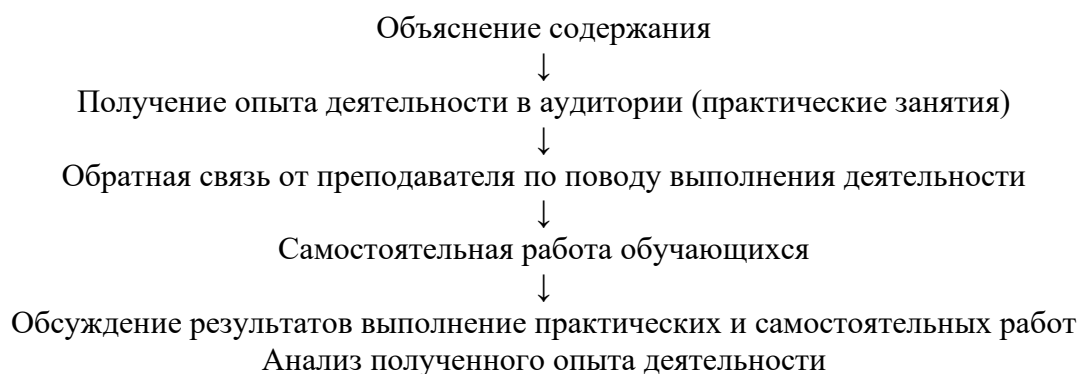 Объяснение содержания
↓
Получение опыта деятельности в аудитории (практические занятия)
↓
Обратная связь от преподавателя по поводу выполнения деятельности
↓
Самостоятельная работа обучающихся
↓
Обсуждение результатов выполнение практических и самостоятельных работ
Анализ полученного опыта деятельности